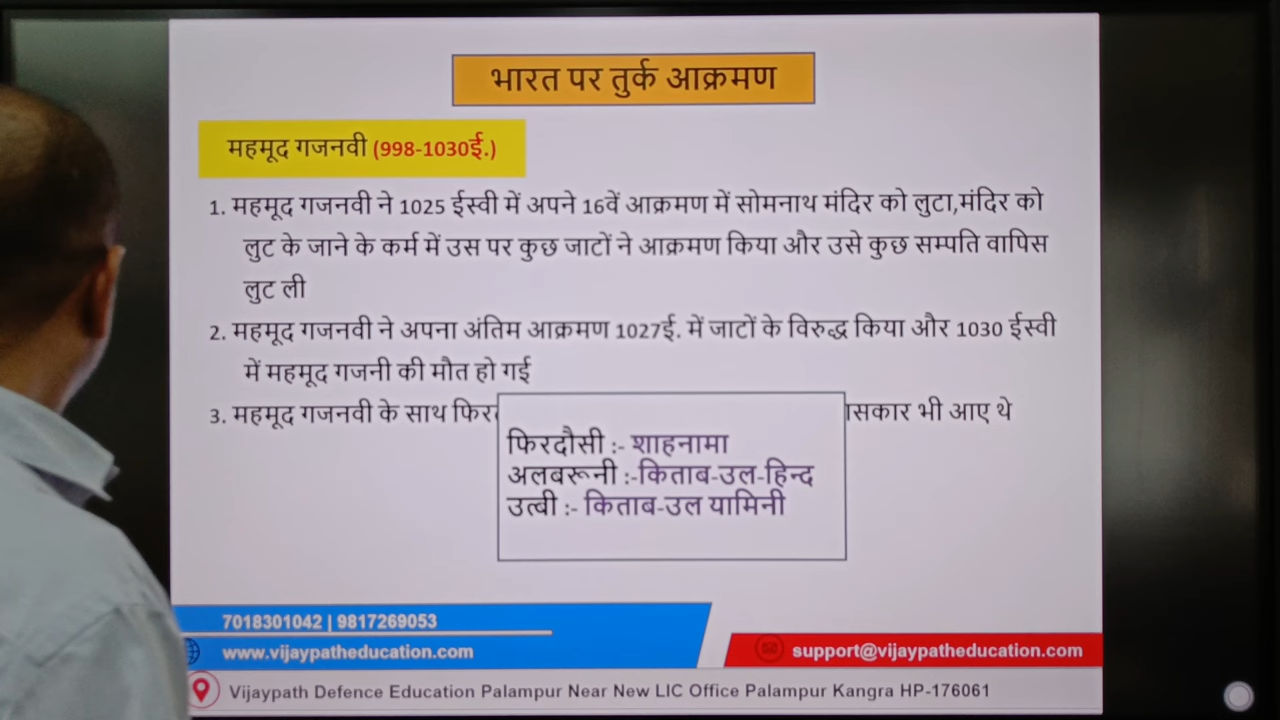 भारत पर तुर्क आक्रमण
महमूद गजनवी (998-1030ई.)
1. महमूद गजनवी ने 1025 ईस्वी में अपने 16वें आक्रमण में सोमनाथ मंदिर को लुटा,मंदिर को
लुट के जाने के कर्म में उस पर कुछ जाटों ने आक्रमण किया और उसे कुछ सम्पति वापिस
लुट ली
2. महमूद गजनवी ने अपना अंतिम आक्रमण 1027ई. में जाटों के विरुद्ध किया और 1030 ईस्वी
में महमूद गजनी की मौत हो गई
3. महमूद गजनवी के साथ भी आए थे
फिरदौसी :- शाहनामा
अलबरूनी :-किताब-उल-हिन्द
उत्बी :- किताब-उल यामिनी
7018301042 | 9817269053
www.vijaypatheducation.com
support@vijaypatheducation.com
Vijaypath Defence Education Palampur Near New LIC Office Palampur Kangra HP-176061